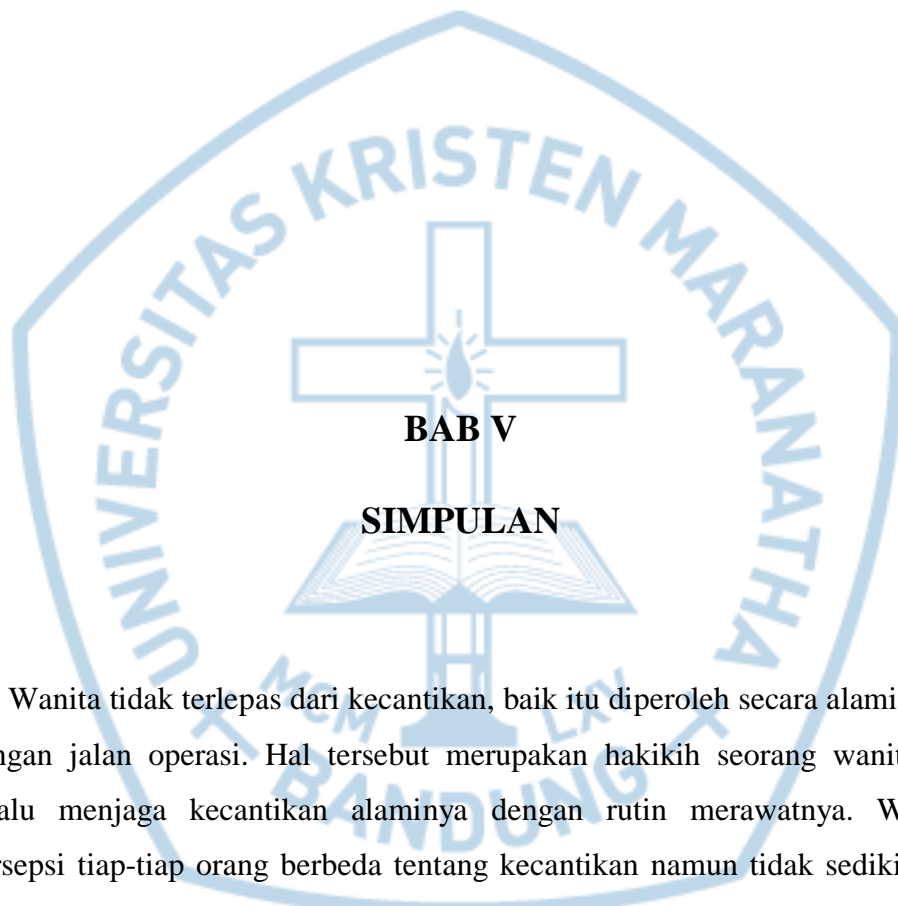 UNIVERSITAS KRISTEN MARANATHA
BAB V
SIMPULAN
Wanita tidak terlepas dari kecantikan, baik itu diperoleh secara alami
ngan jalan operasi. Hal tersebut merupakan hakikih seorang wanit
alu menjaga kecantikan alaminya dengan rutin merawatnya. W
rsepsi tiap-tiap orang berbeda tentang kecantikan namun tidak sediki
MCM LXV
BANDUNG